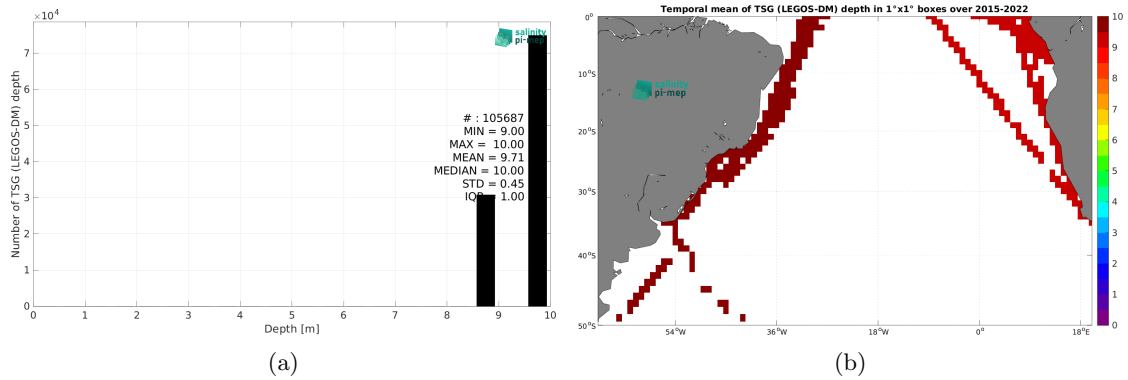 ×10⁴
7
6
5
4
3
2
1
0
Number of TSG (LEGOS-DM) depth
salinity
pi-mep
# : 105687
MIN = 9.00
MAX = 10.00
MEAN = 9.71
MEDIAN = 10.00
STD = 0.45
IQR = 1.00
0 1 2 3 4 5 6 7 8 9 10
Depth [m]
(a)
Temporal mean of TSG (LEGOS-DM) depth in 1°x1° boxes over 2015-2022
0°
10°S
20°S
30°S
40°S
50°S
salinity
pi-mep
54°W 36°W 18°W 0° 18°E
10
9
8
7
6
5
4
3
2
1
0
(b)